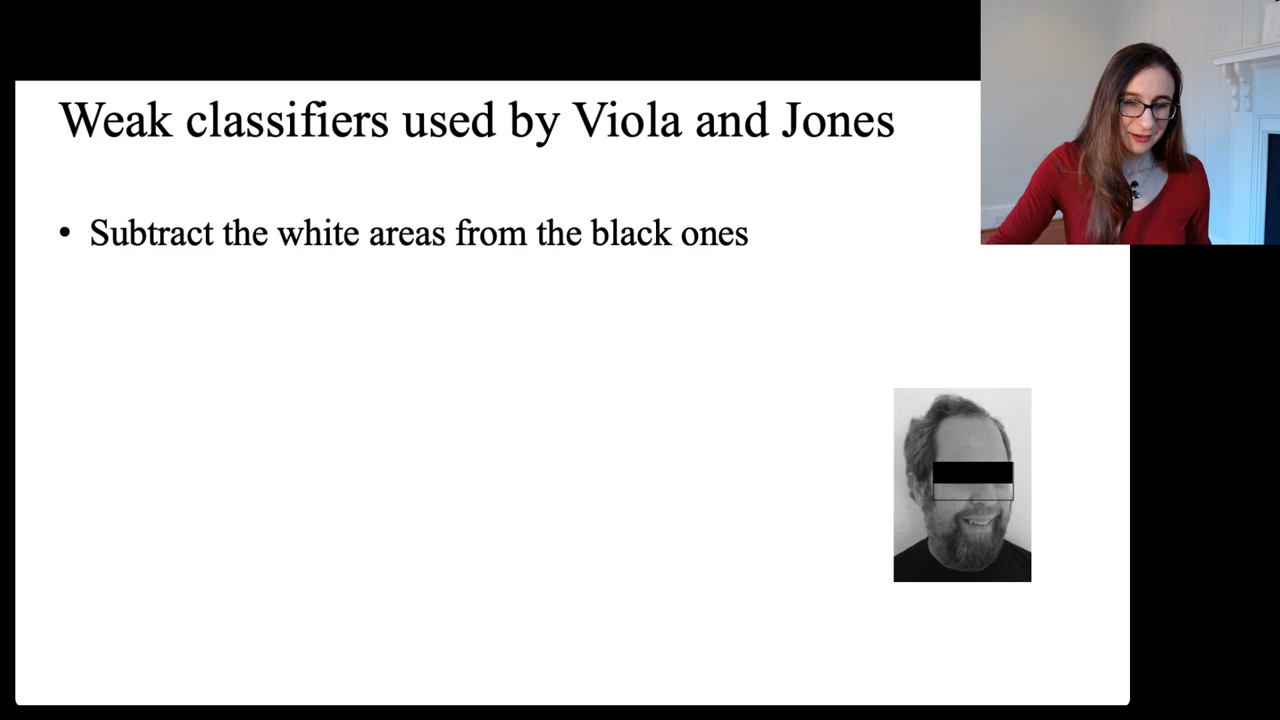 Weak classifiers used by Viola and Jones
• Subtract the white areas from the black ones